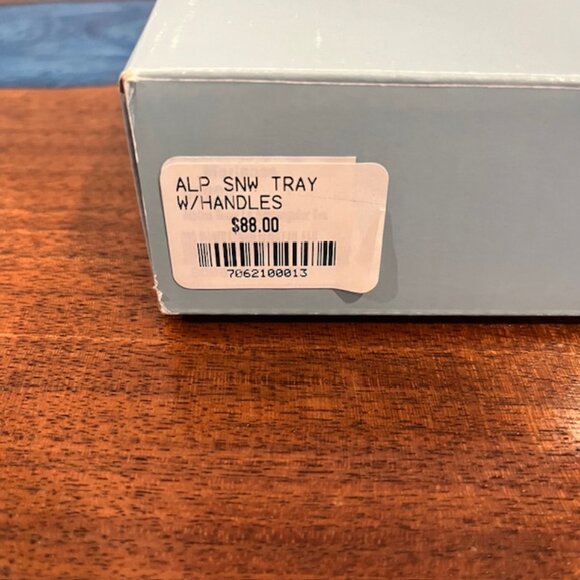 ALP SNW TRAY
W/HANDLES
$88.00
7062100013